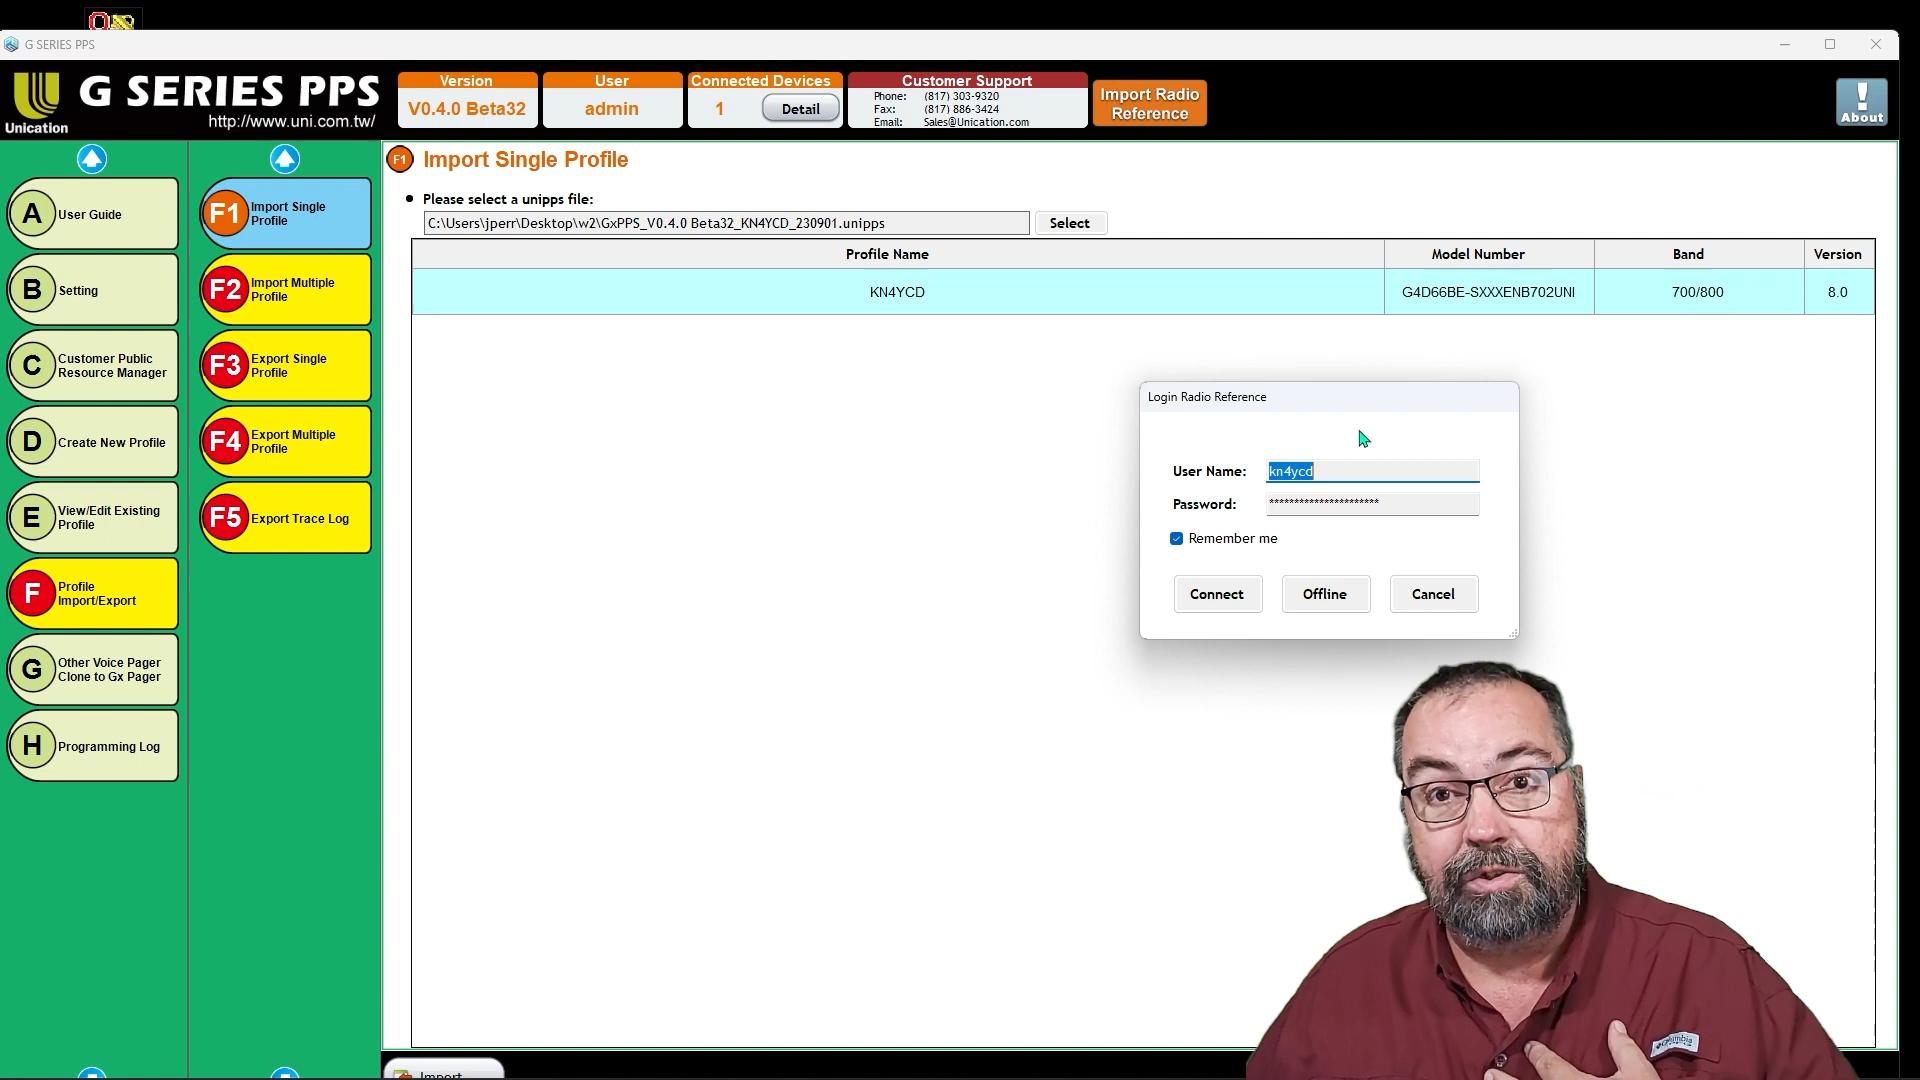 G SERIES PPS
Unication
G SERIES PPS
http://www.uni.com.tw/
Version
V0.4.0 Beta32
User
admin
Connected Devices
1
Detail
Customer Support
Phone: (817) 303-9320
Fax: (817) 886-3424
Email: Sales@Unication.com
Import Radio
Reference
!
About
A
User Guide
B
Setting
C
Customer Public
Resource Manager
D
Create New Profile
E
View/Edit Existing
Profile
F
Profile
Import/Export
G
Other Voice Pager
Clone to Gx Pager
H
Programming Log
F1
Import Single
Profile
F2
Import Multiple
Profile
F3
Export Single
Profile
F4
Export Multiple
Profile
F5
Export Trace Log
F1
Import Single Profile
Please select a unipps file:
C:\Users\jperr\Desktop\w2\GxPPS_V0.4.0 Beta32_KN4YCD_230901.unipps
Select
Profile Name Model Number Band Version
KN4YCD G4D66BE-SXXXENB702UNI 700/800 8.0
Login Radio Reference
User Name: kn4ycd
Password: **********************
Remember me
Connect Offline Cancel
Columbia
Import